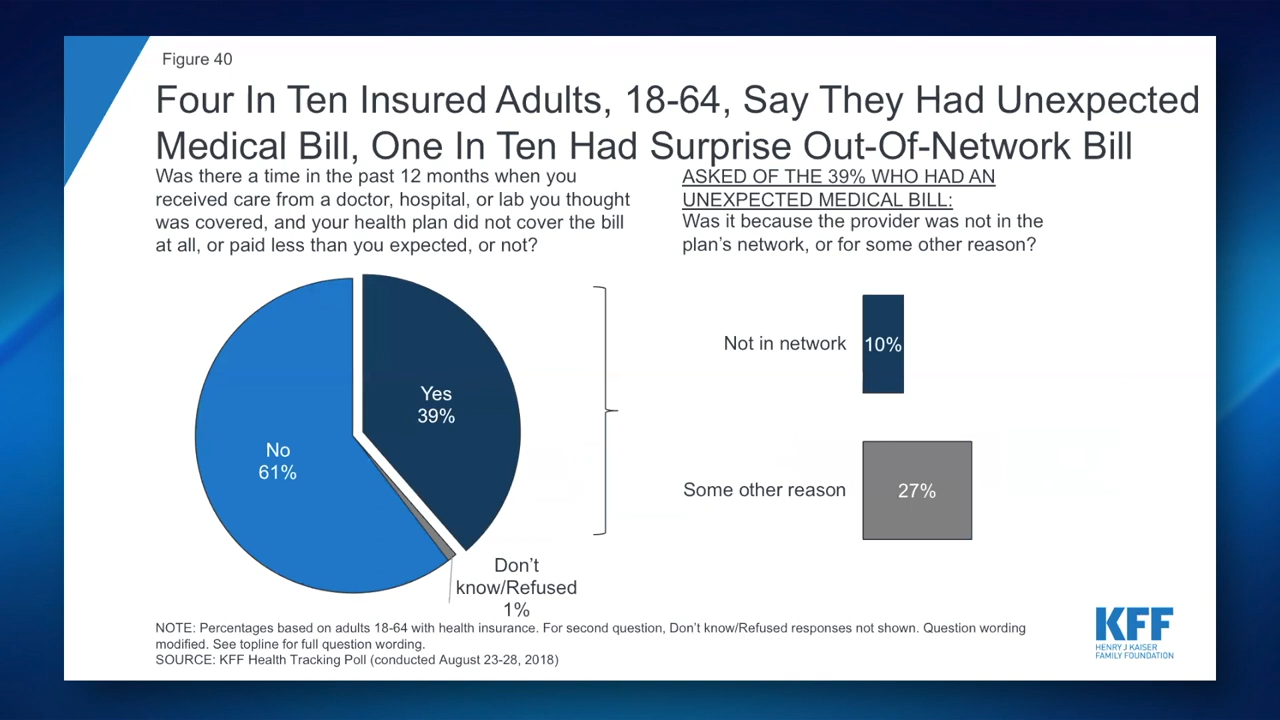 Figure 40
Four In Ten Insured Adults, 18-64, Say They Had Unexpected
Medical Bill, One In Ten Had Surprise Out-Of-Network Bill
Was there a time in the past 12 months when you
received care from a doctor, hospital, or lab you thought
was covered, and your health plan did not cover the bill
at all, or paid less than you expected, or not?
ASKED OF THE 39% WHO HAD AN
UNEXPECTED MEDICAL BILL:
Was it because the provider was not in the
plan's network, or for some other reason?
Yes
39%
No
61%
Don't
know/Refused
1%
Not in network
10%
Some other reason
27%
NOTE: Percentages based on adults 18-64 with health insurance. For second question, Don't know/Refused responses not shown. Question wording
modified. See topline for full question wording.
SOURCE: KFF Health Tracking Poll (conducted August 23-28, 2018)
KFF
HENRY J KAISER
FAMILY FOUNDATION